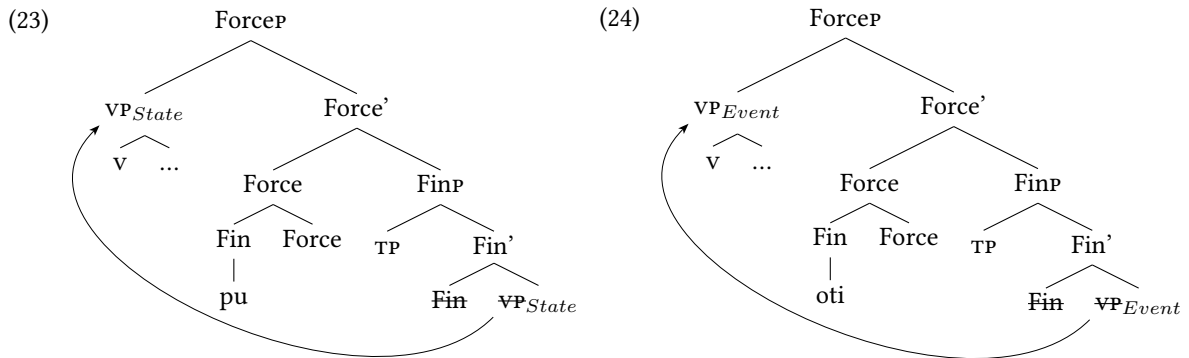 (23) ForceP (24) ForceP
vP_State Force’ vP_Event Force’
v ... Force FinP v ... Force FinP
Fin Force TP Fin’ Fin Force TP Fin’
pu Fin vP_State oti Fin vP_Event